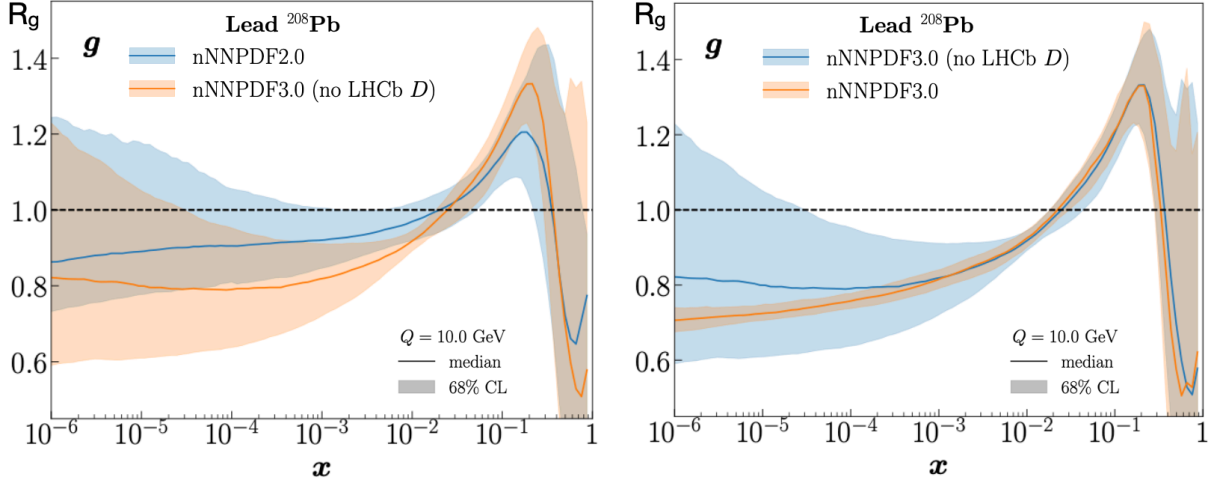 R_g
Lead ²⁰⁸Pb
g
nNNPDF2.0
nNNPDF3.0 (no LHCb D)
1.4
1.2
1.0
0.8
0.6
Q = 10.0 GeV
median
68% CL
10⁻⁶ 10⁻⁵ 10⁻⁴ 10⁻³ 10⁻² 10⁻¹ 1
x
R_g
Lead ²⁰⁸Pb
g
nNNPDF3.0 (no LHCb D)
nNNPDF3.0
1.4
1.2
1.0
0.8
0.6
Q = 10.0 GeV
median
68% CL
10⁻⁶ 10⁻⁵ 10⁻⁴ 10⁻³ 10⁻² 10⁻¹ 1
x